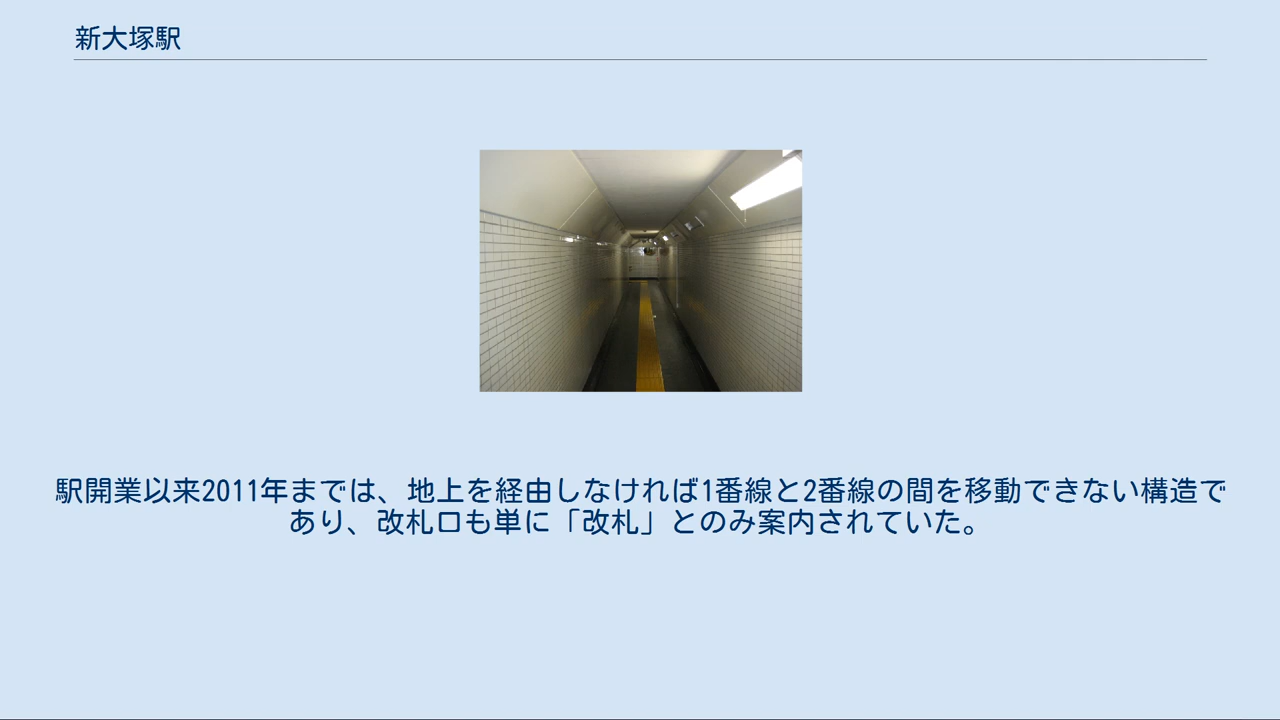 新大塚駅
駅開業以来2011年までは、地上を経由しなければ1番線と2番線の間を移動できない構造で
あり、改札口も単に「改札」とのみ案内されていた。